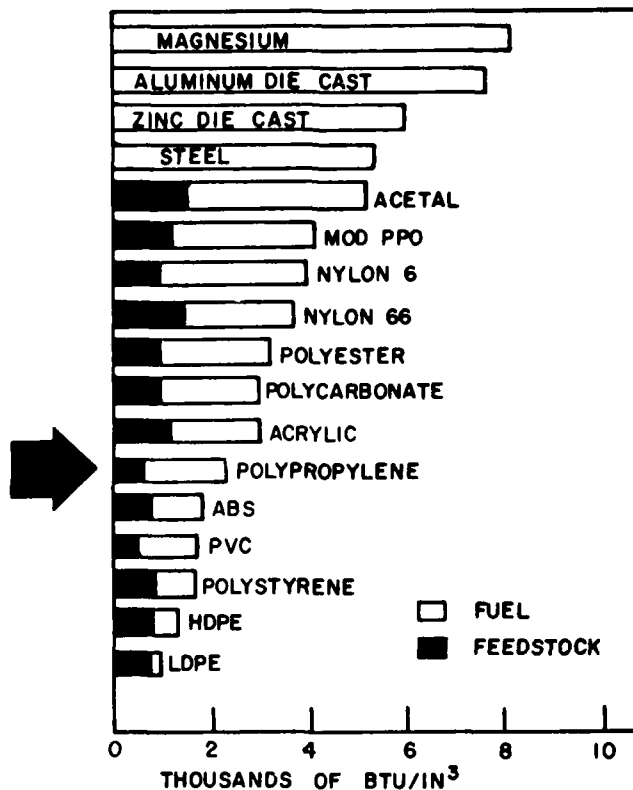 MAGNESIUM
ALUMINUM DIE CAST
ZINC DIE CAST
STEEL
ACETAL
MOD PPO
NYLON 6
NYLON 66
POLYESTER
POLYCARBONATE
ACRYLIC
POLYPROPYLENE
ABS
PVC
POLYSTYRENE
HDPE
LDPE
FUEL
FEEDSTOCK
0 2 4 6 8 10
THOUSANDS OF BTU/IN³